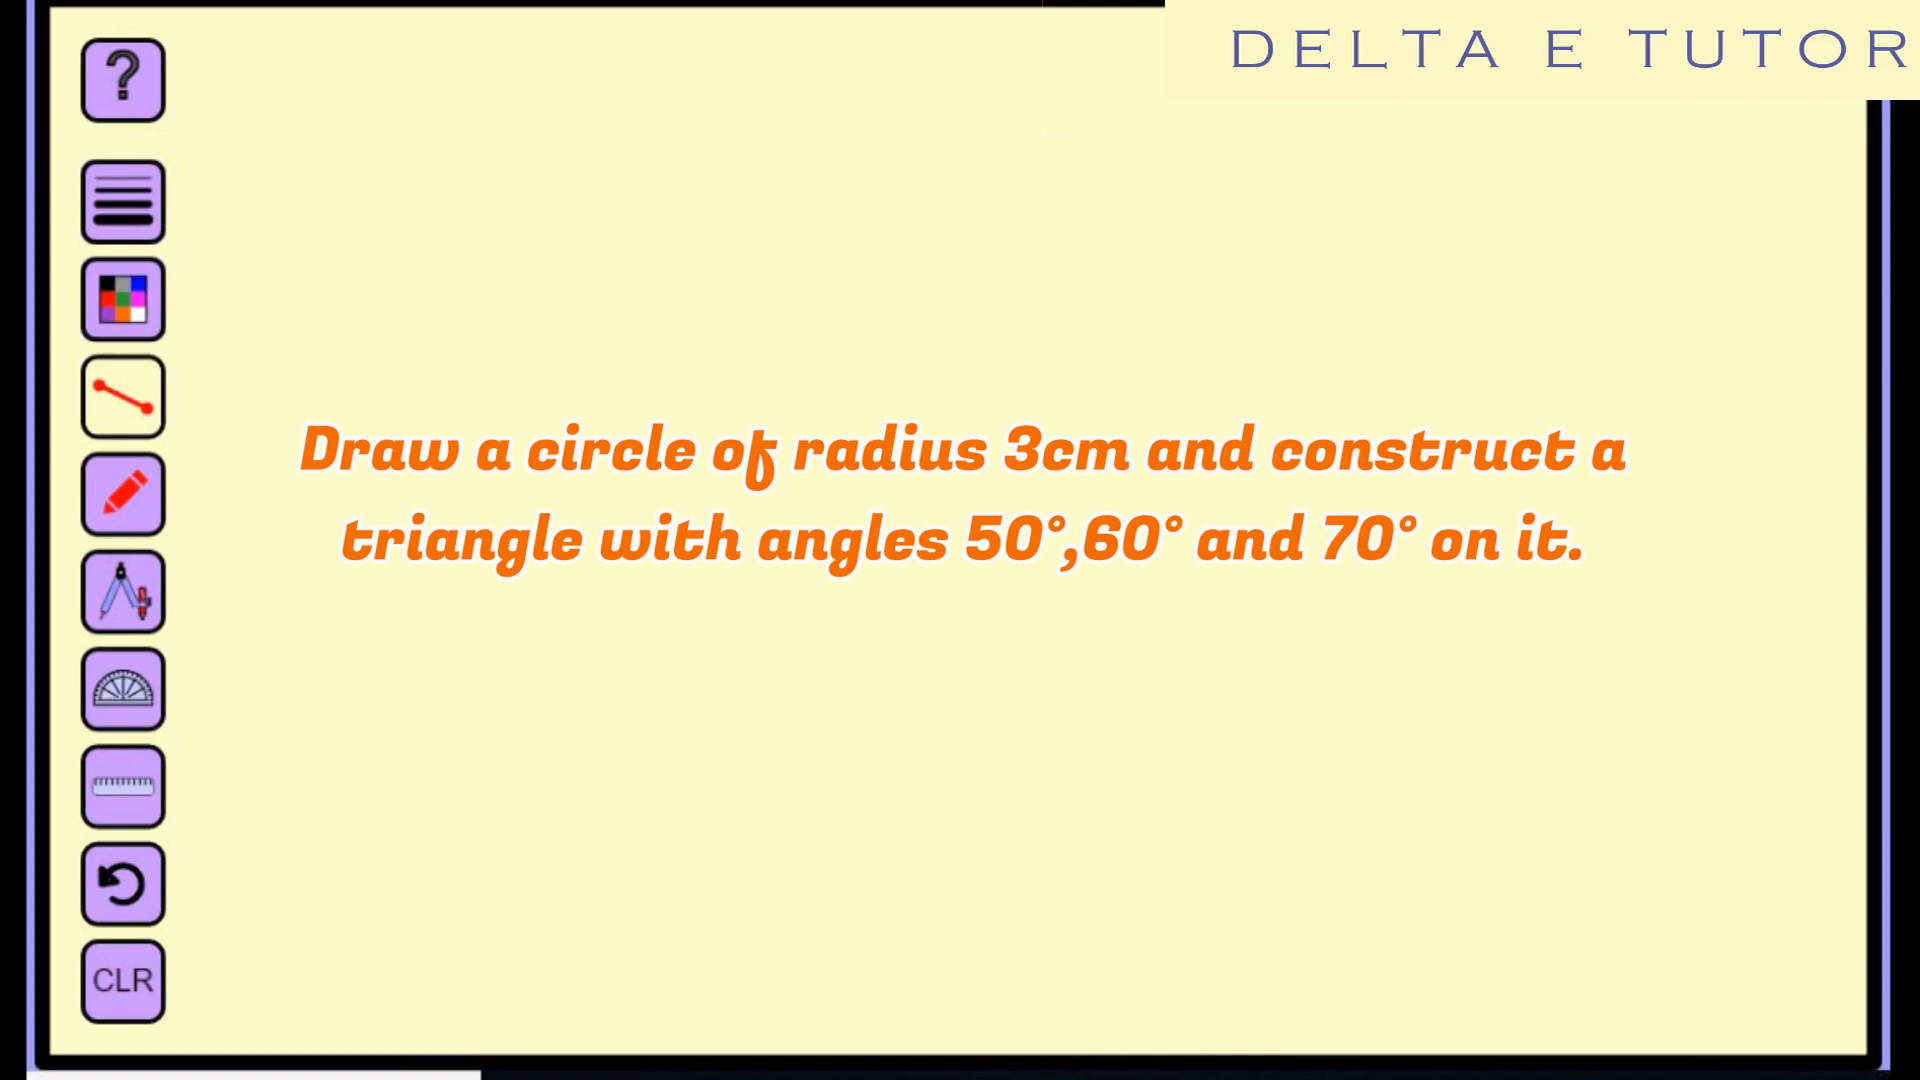 DELTA E TUTOR
?
Draw a circle of radius 3cm and construct a
triangle with angles 50°,60° and 70° on it.
CLR